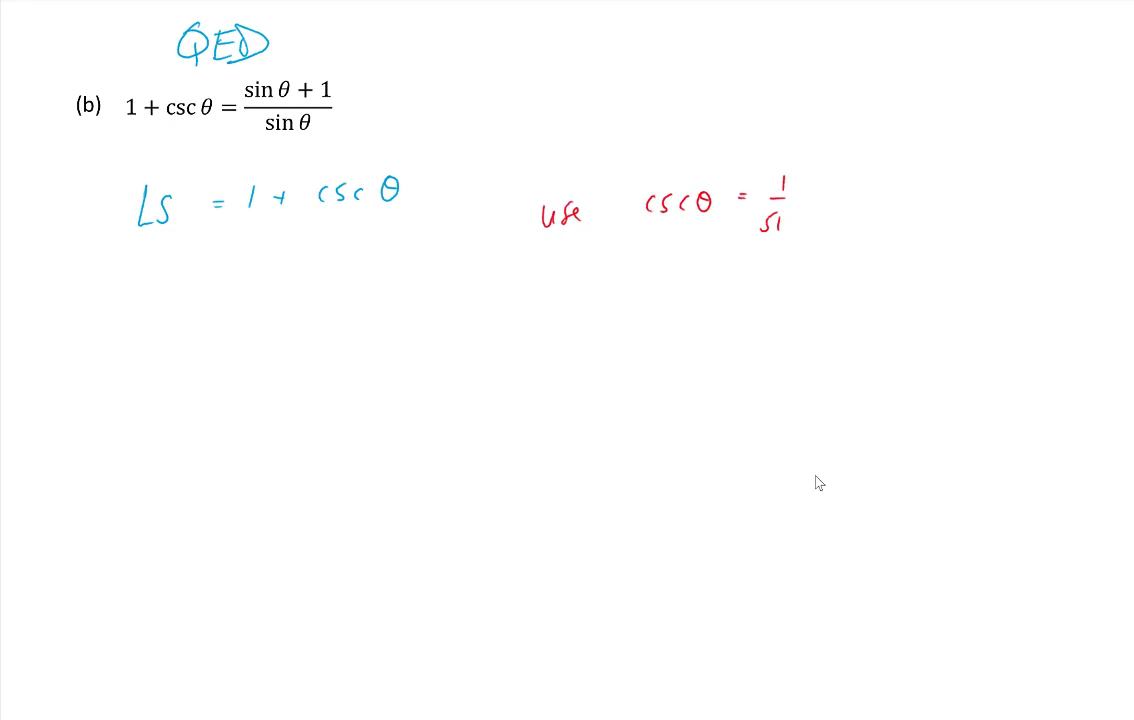 QED
(b) 1 + csc θ = (sin θ + 1) / sin θ
LS = 1 + csc θ use csc θ = 1 / si